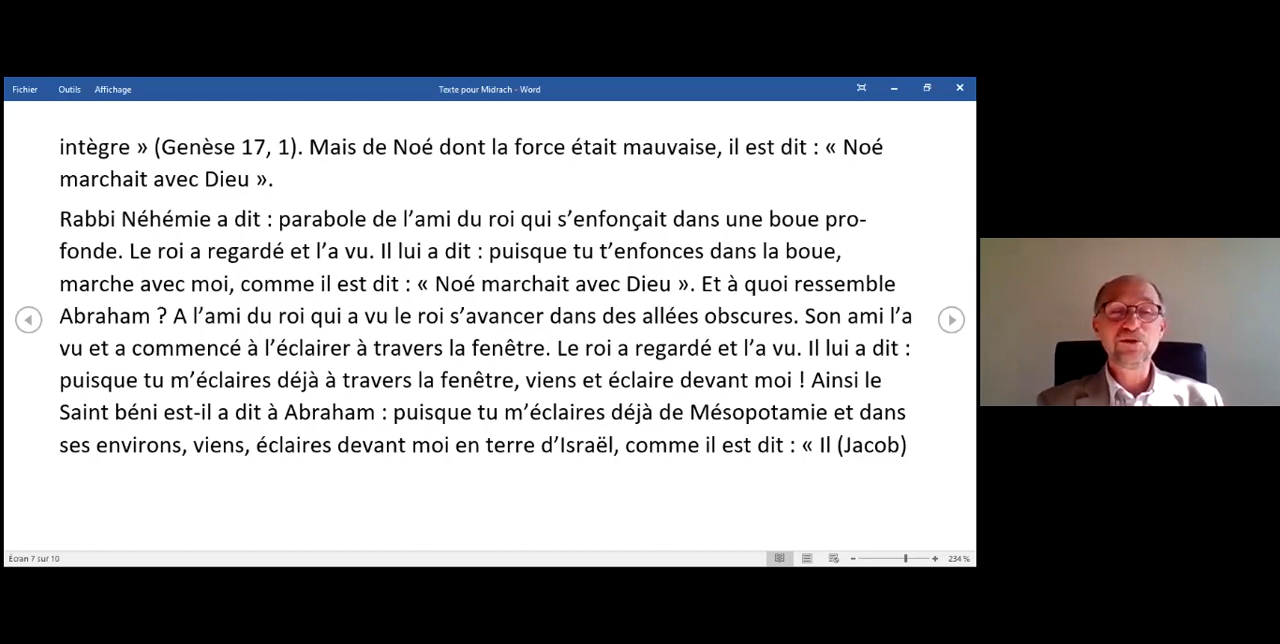 Fichier Outils Affichage Texte pour Midrach - Word
intègre » (Genèse 17, 1). Mais de Noé dont la force était mauvaise, il est dit : « Noé
marchait avec Dieu ».
Rabbi Néhémie a dit : parabole de l’ami du roi qui s’enfonçait dans une boue pro-
fonde. Le roi a regardé et l’a vu. Il lui a dit : puisque tu t’enfonces dans la boue,
marche avec moi, comme il est dit : « Noé marchait avec Dieu ». Et à quoi ressemble
Abraham ? A l’ami du roi qui a vu le roi s’avancer dans des allées obscures. Son ami l’a
vu et a commencé à l’éclairer à travers la fenêtre. Le roi a regardé et l’a vu. Il lui a dit :
puisque tu m’éclaires déjà à travers la fenêtre, viens et éclaire devant moi ! Ainsi le
Saint béni est-il a dit à Abraham : puisque tu m’éclaires déjà de Mésopotamie et dans
ses environs, viens, éclaires devant moi en terre d’Israël, comme il est dit : « Il (Jacob)
Écran 7 sur 10 234 %